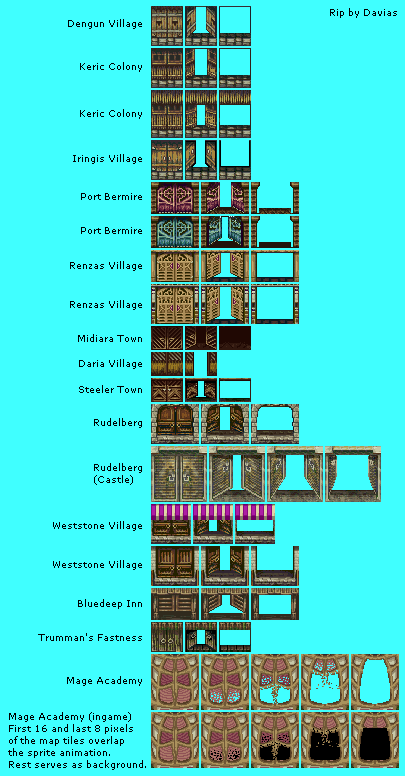 Rip by Davias
Dengun Village
Keric Colony
Keric Colony
Iringis Village
Port Bermire
Port Bermire
Renzas Village
Renzas Village
Midiara Town
Daria Village
Steeler Town
Rudelberg
Rudelberg
(Castle)
Weststone Village
Weststone Village
Bluedeep Inn
Trumman's Fastness
Mage Academy
Mage Academy (ingame)
First 16 and last 8 pixels
of the map tiles overlap
the sprite animation.
Rest serves as background.